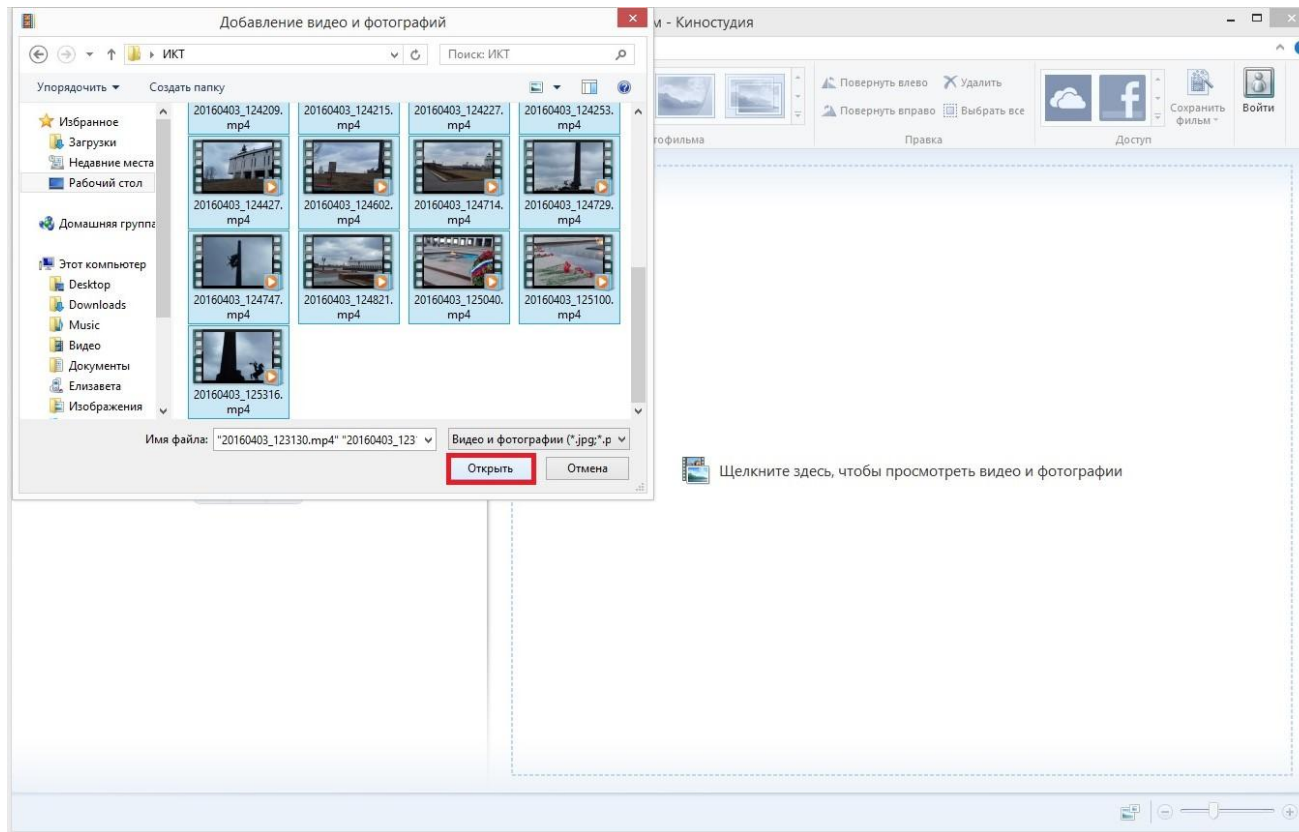 Добавление видео и фотографий
м - Киностудия
ИКТ
Поиск: ИКТ
Упорядочить
Создать папку
Избранное
Загрузки
Недавние места
Рабочий стол
Домашняя группа
Этот компьютер
Desktop
Downloads
Music
Видео
Документы
Елизавета
Изображения
20160403_124209.
mp4
20160403_124215.
mp4
20160403_124227.
mp4
20160403_124253.
mp4
20160403_124427.
mp4
20160403_124602.
mp4
20160403_124714.
mp4
20160403_124729.
mp4
20160403_124747.
mp4
20160403_124821.
mp4
20160403_125040.
mp4
20160403_125100.
mp4
20160403_125316.
mp4
Имя файла:
"20160403_123130.mp4" "20160403_123
Видео и фотографии (*.jpg;*.p
Открыть
Отмена
Повернуть влево
Удалить
Повернуть вправо
Выбрать все
тофильма
Правка
Доступ
Сохранить
фильм
Войти
Щелкните здесь, чтобы просмотреть видео и фотографии